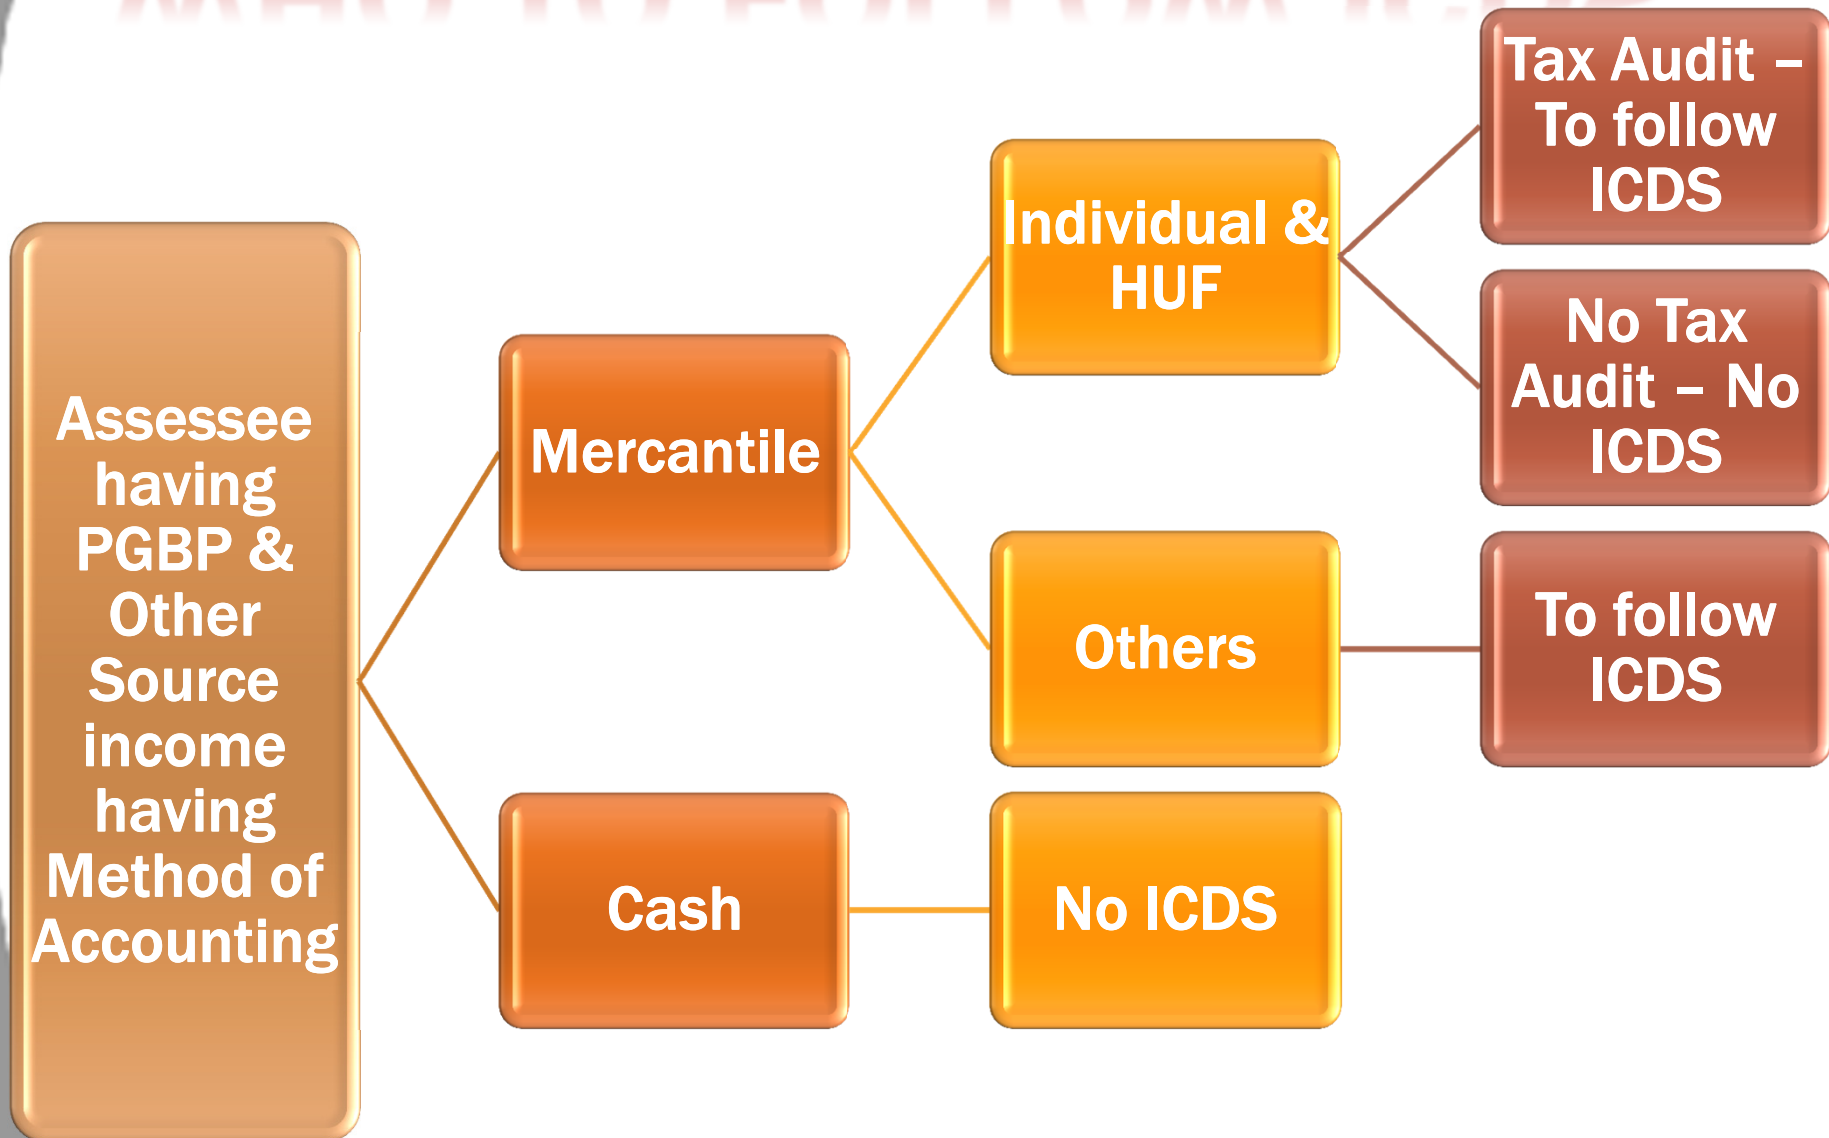 Assessee
having
PGBP &
Other
Source
income
having
Method of
Accounting
Mercantile
Cash
Individual &
HUF
Others
No ICDS
Tax Audit –
To follow
ICDS
No Tax
Audit – No
ICDS
To follow
ICDS